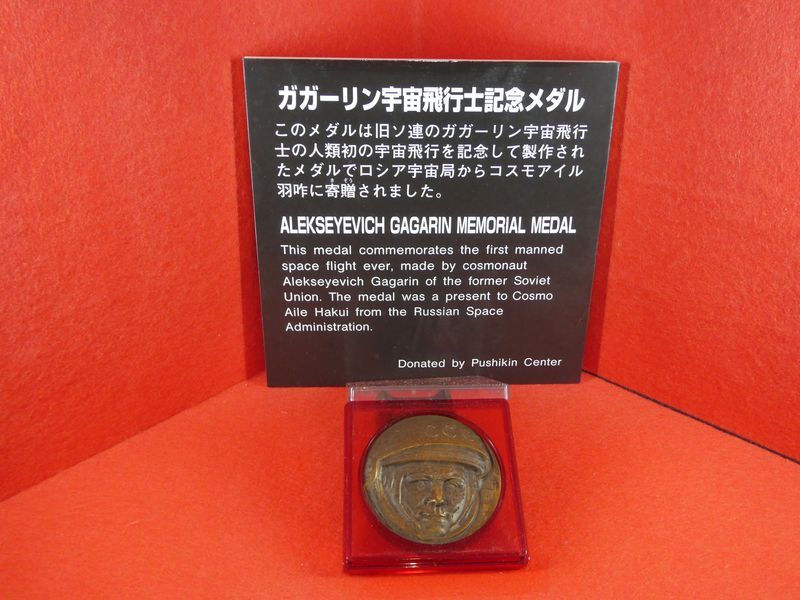 ガガーリン宇宙飛行士記念メダル
このメダルは旧ソ連のガガーリン宇宙飛行
士の人類初の宇宙飛行を記念して製作され
たメダルでロシア宇宙局からコスモアイル
羽咋に寄贈されました。
ALEKSEYEVICH GAGARIN MEMORIAL MEDAL
This medal commemorates the first manned
space flight ever, made by cosmonaut
Alekseyevich Gagarin of the former Soviet
Union. The medal was a present to Cosmo
Aile Hakui from the Russian Space
Administration.
Donated by Pushikin Center